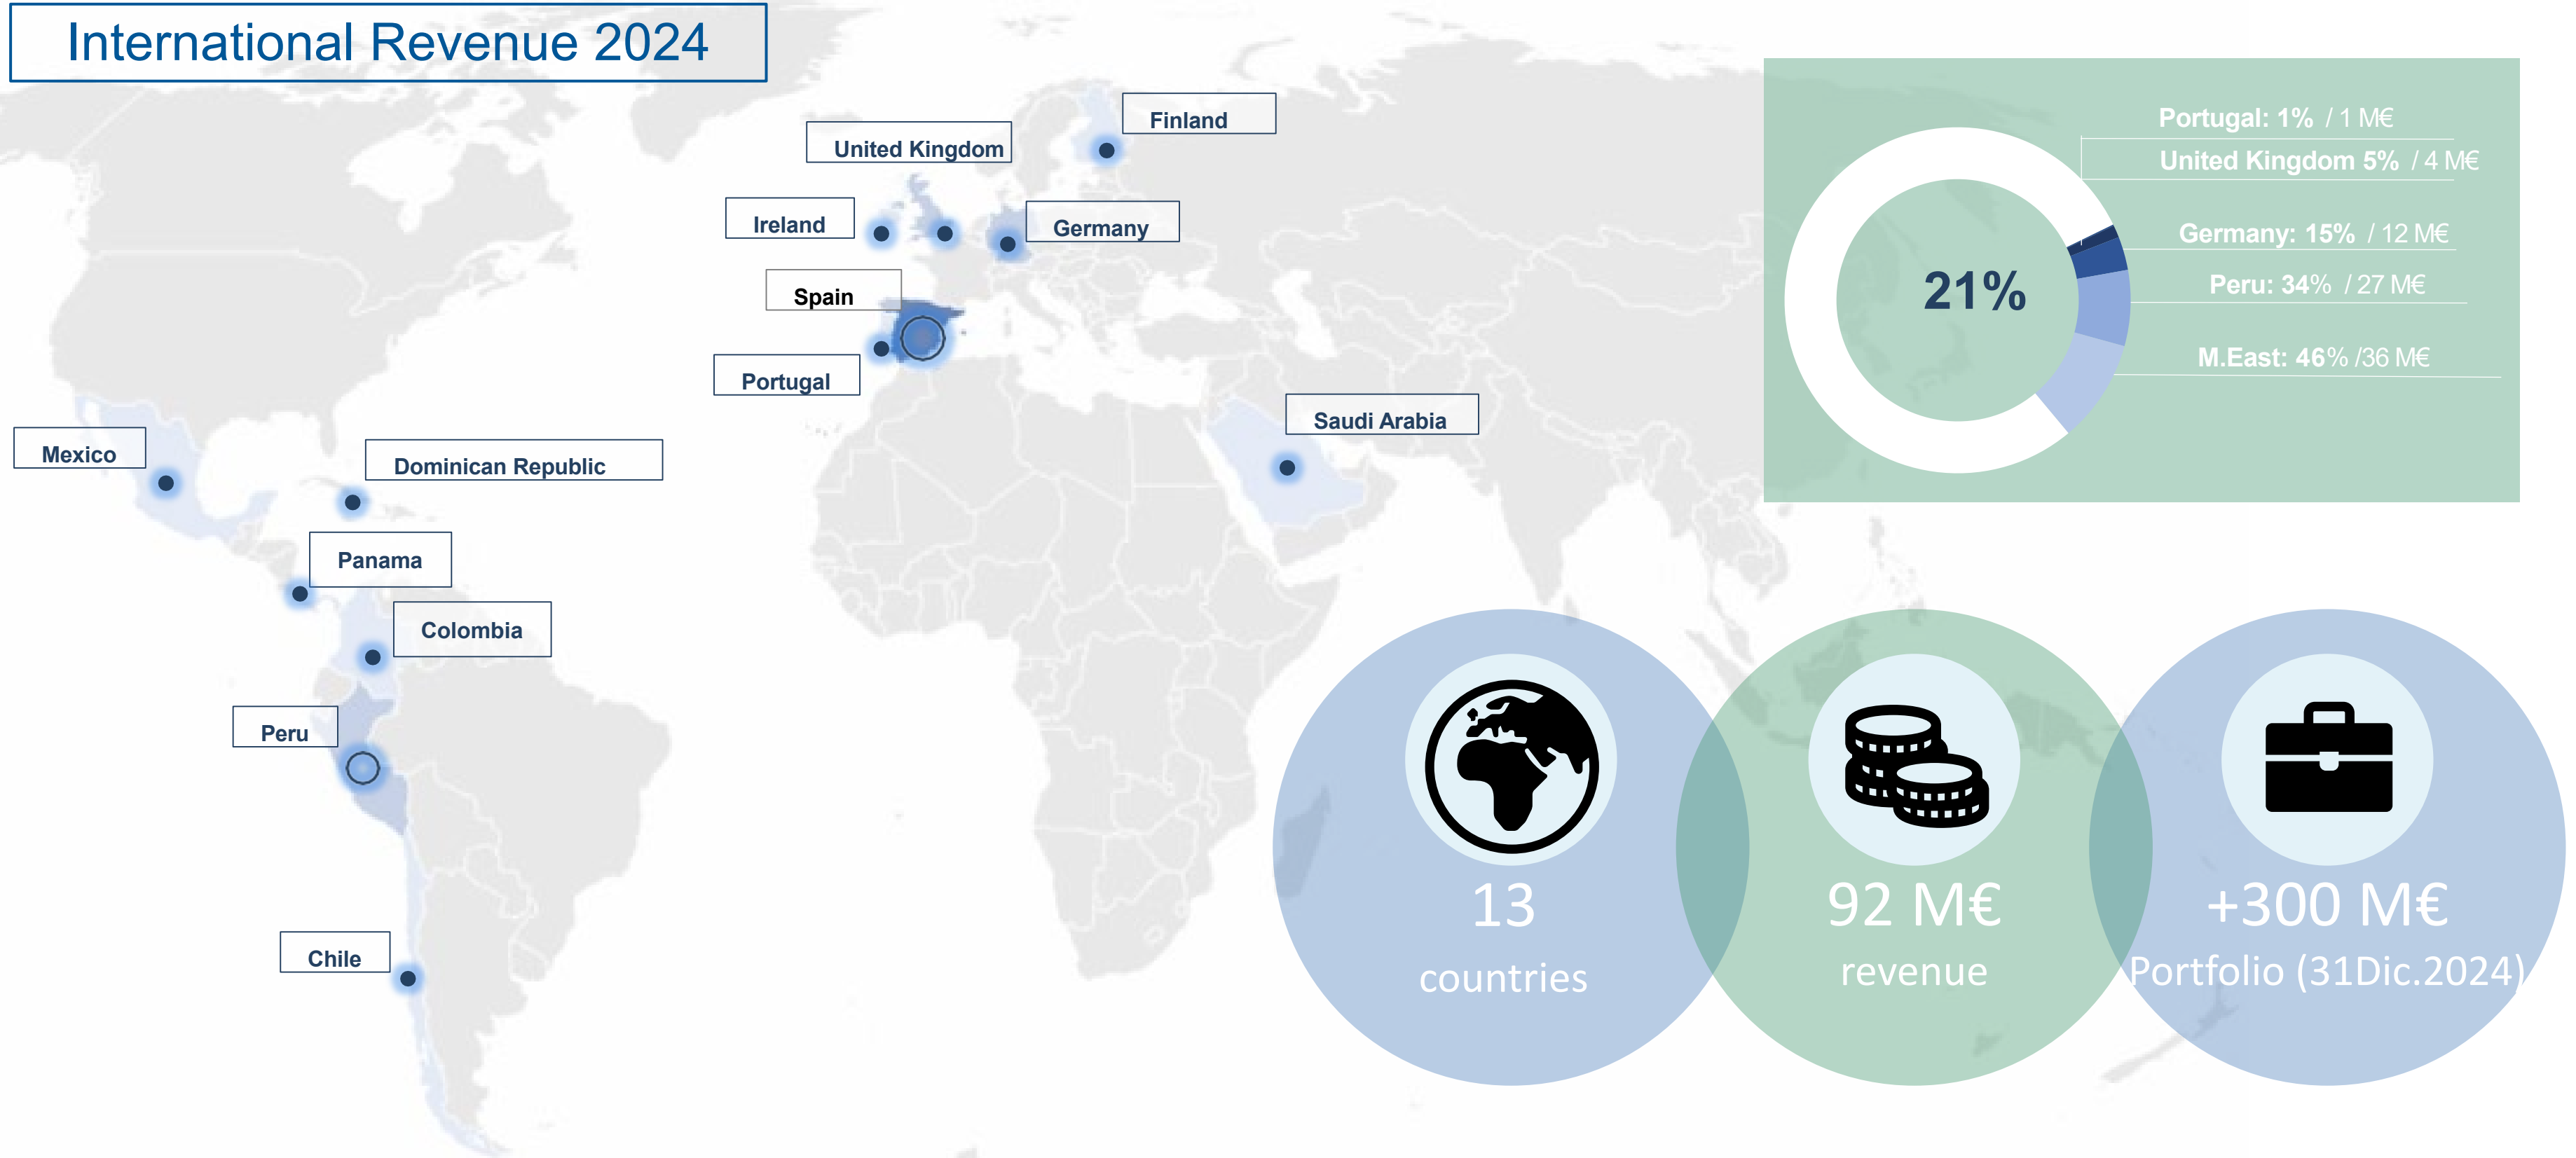 International Revenue 2024
Finland
United Kingdom
Ireland
Germany
Spain
Portugal
Saudi Arabia
Mexico
Dominican Republic
Panama
Colombia
Peru
Chile
Portugal: 1% / 1 M€
United Kingdom 5% / 4 M€
Germany: 15% / 12 M€
Peru: 34% / 27 M€
M.East: 46% /36 M€
21%
13
countries
92 M€
revenue
+300 M€
Portfolio (31Dic.2024)